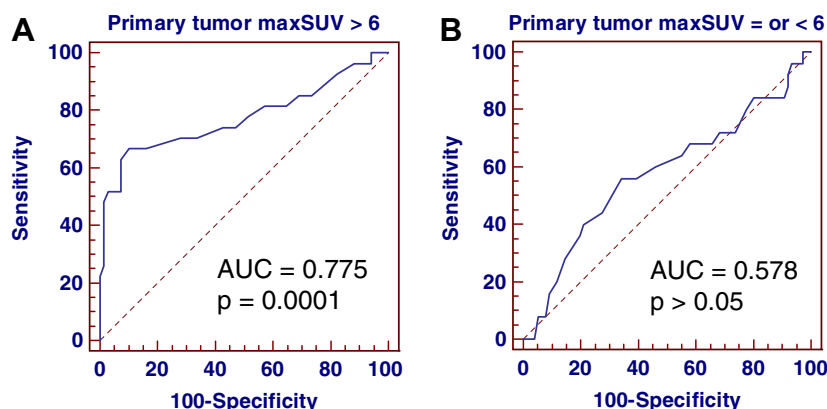 A
Primary tumor maxSUV > 6
100
80
60
40
20
0
Sensitivity
AUC = 0.775
p = 0.0001
0 20 40 60 80 100
100-Specificity
B
Primary tumor maxSUV = or < 6
100
80
60
40
20
0
Sensitivity
AUC = 0.578
p > 0.05
0 20 40 60 80 100
100-Specificity